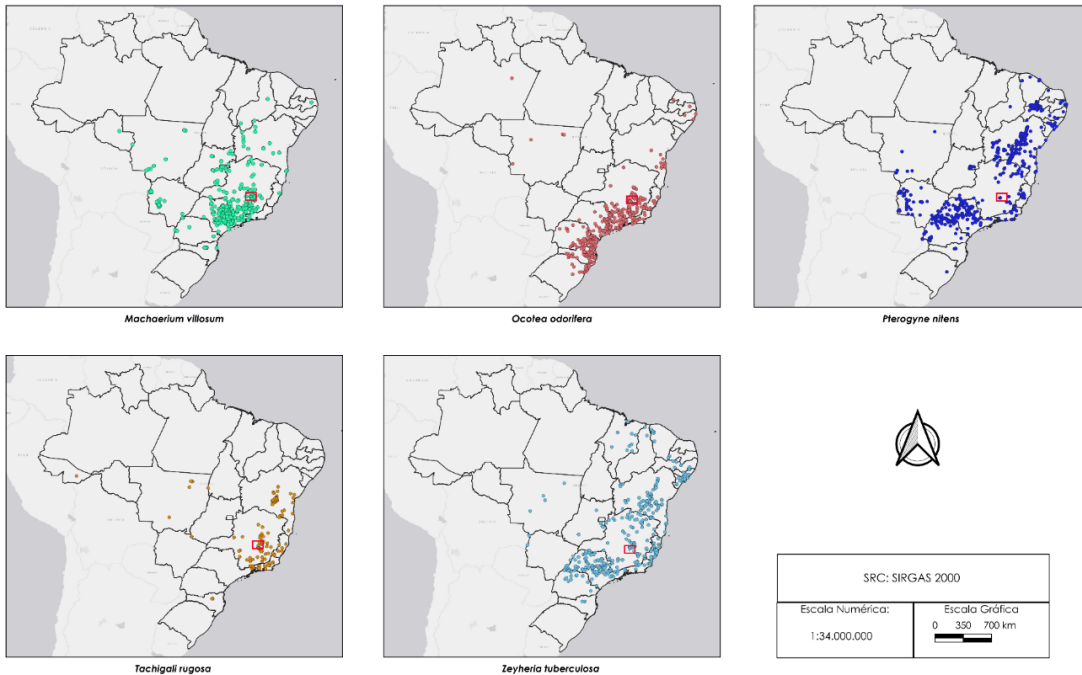 Machaerium villosum
Ocotea odorifera
Pterogyne nitens
Tachigali rugosa
Zeyheria tuberculosa
SRC: SIRGAS 2000
Escala Numérica:
1:34.000.000
Escala Gráfica
0 350 700 km